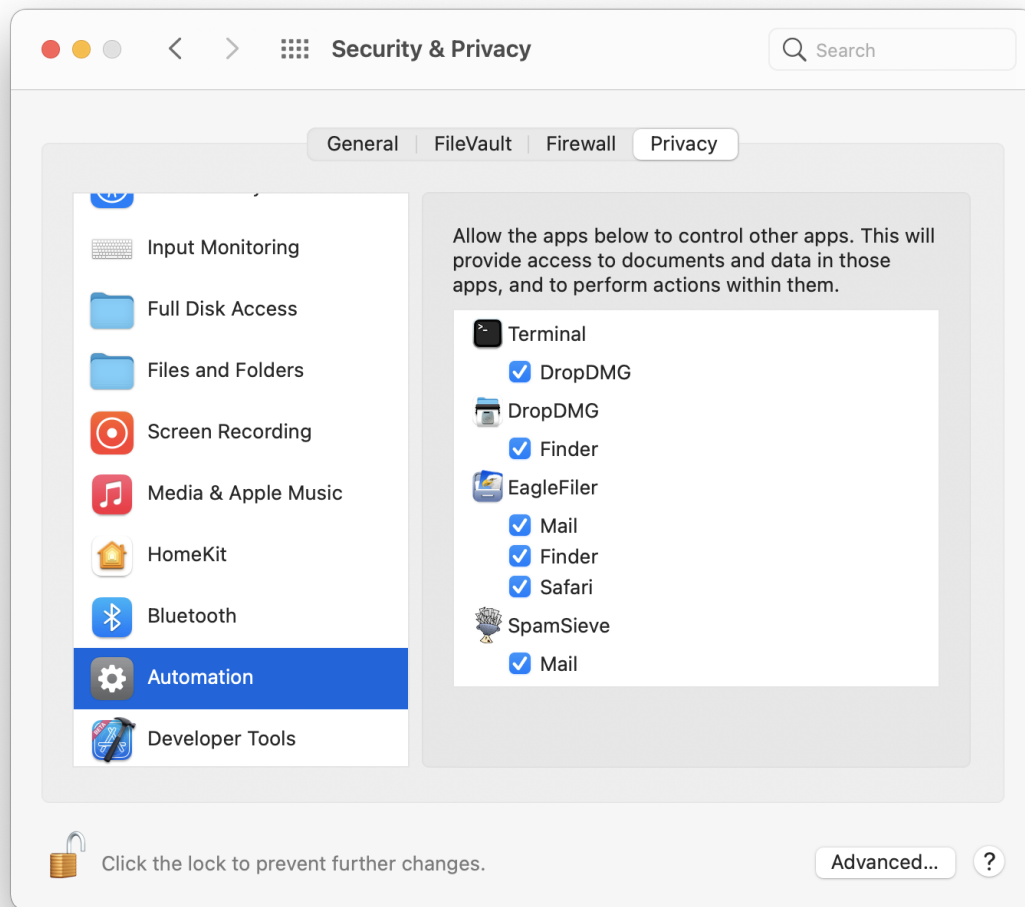 Security & Privacy
Search
General
FileVault
Firewall
Privacy
Input Monitoring
Full Disk Access
Files and Folders
Screen Recording
Media & Apple Music
HomeKit
Bluetooth
Automation
Developer Tools
Allow the apps below to control other apps. This will
provide access to documents and data in those
apps, and to perform actions within them.
Terminal
DropDMG
DropDMG
Finder
EagleFiler
Mail
Finder
Safari
SpamSieve
Mail
Click the lock to prevent further changes.
Advanced...
?